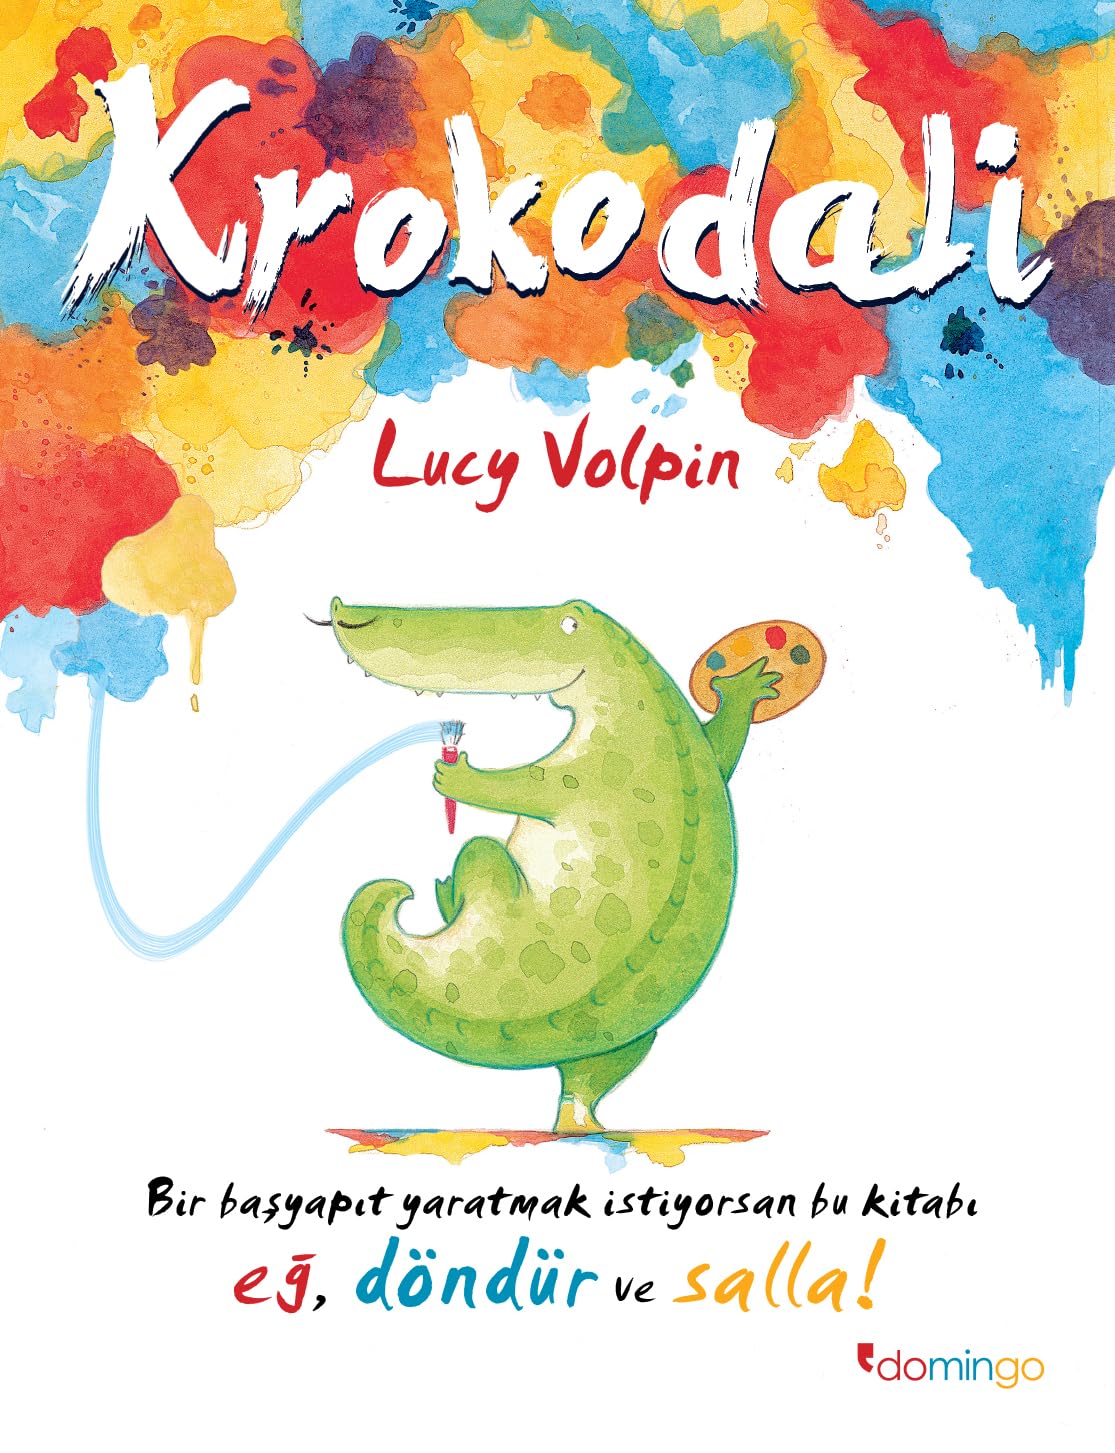 Krokodali
Lucy Volpin
Bir başyapıt yaratmak istiyorsan bu kitabı
eğ, döndür ve salla!
domingo